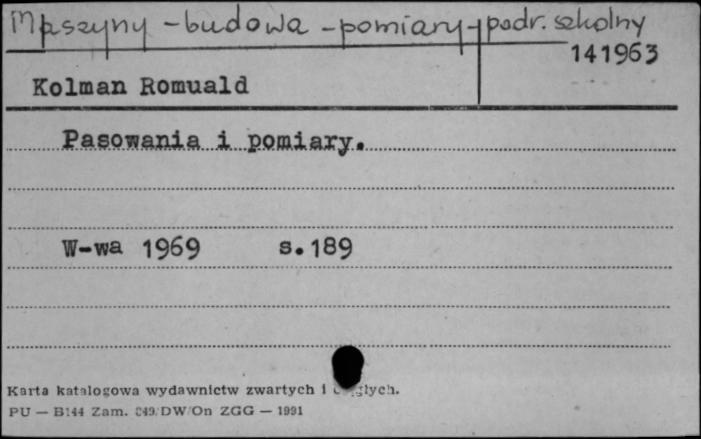 Maszyny - budowa - pomiary - podr. szkolny
141963
Kolman Romuald
Pasowania i pomiary.
W-wa 1969 s.189
Karta katalogowa wydawnictw zwartych i
PU — B144 Zam. DW/On ZGG — 1991